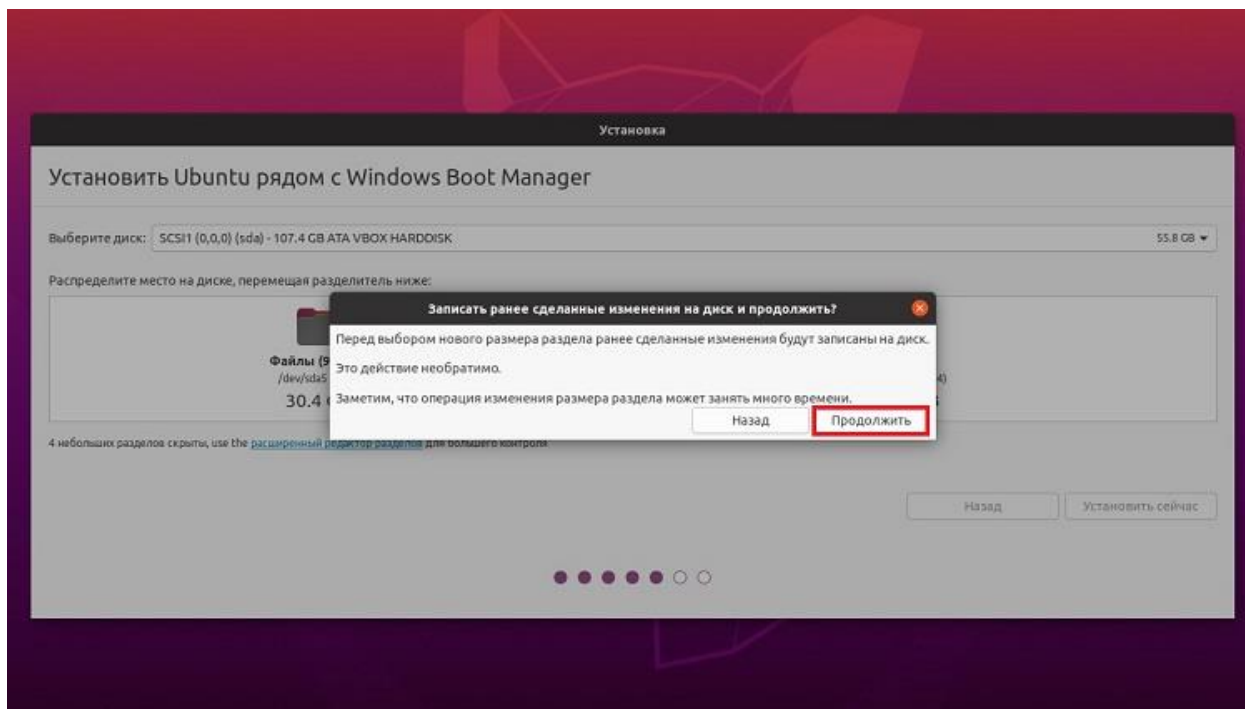 Установка
Установить Ubuntu рядом с Windows Boot Manager
Выберите диск: SCSI1 (0,0,0) (sda) - 107.4 GB ATA VBOX HARDDISK 55.8 GB
Распределите место на диске, перемещая разделитель ниже:
Записать ранее сделанные изменения на диск и продолжить?
Перед выбором нового размера раздела ранее сделанные изменения будут записаны на диск.
Это действие необратимо.
Заметим, что операция изменения размера раздела может занять много времени.
Назад Продолжить
Файлы (9
/dev/sda5
30.4
4 небольших разделов скрыты, use the расширенный редактор разделов для большего контроля
Назад Установить сейчас